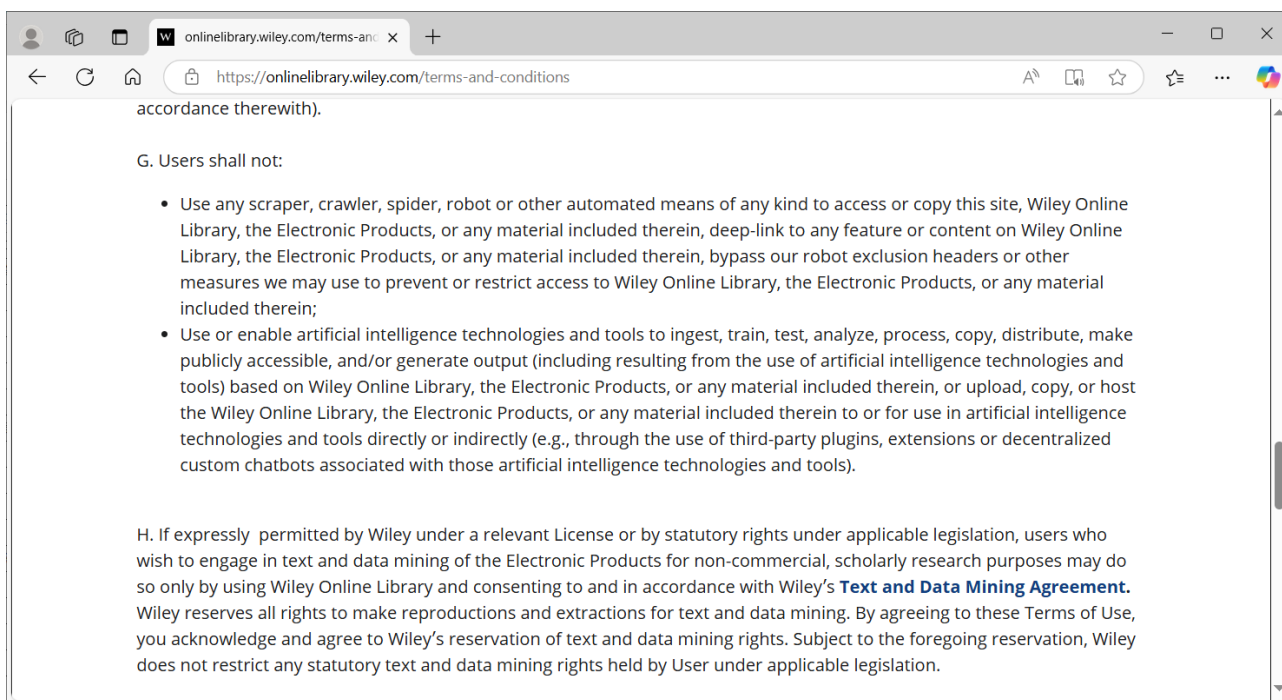 onlinelibrary.wiley.com/terms-and
https://onlinelibrary.wiley.com/terms-and-conditions
accordance therewith).
G. Users shall not:
• Use any scraper, crawler, spider, robot or other automated means of any kind to access or copy this site, Wiley Online
Library, the Electronic Products, or any material included therein, deep-link to any feature or content on Wiley Online
Library, the Electronic Products, or any material included therein, bypass our robot exclusion headers or other
measures we may use to prevent or restrict access to Wiley Online Library, the Electronic Products, or any material
included therein;
• Use or enable artificial intelligence technologies and tools to ingest, train, test, analyze, process, copy, distribute, make
publicly accessible, and/or generate output (including resulting from the use of artificial intelligence technologies and
tools) based on Wiley Online Library, the Electronic Products, or any material included therein, or upload, copy, or host
the Wiley Online Library, the Electronic Products, or any material included therein to or for use in artificial intelligence
technologies and tools directly or indirectly (e.g., through the use of third-party plugins, extensions or decentralized
custom chatbots associated with those artificial intelligence technologies and tools).
H. If expressly  permitted by Wiley under a relevant License or by statutory rights under applicable legislation, users who
wish to engage in text and data mining of the Electronic Products for non-commercial, scholarly research purposes may do
so only by using Wiley Online Library and consenting to and in accordance with Wiley′s Text and Data Mining Agreement.
Wiley reserves all rights to make reproductions and extractions for text and data mining. By agreeing to these Terms of Use,
you acknowledge and agree to Wiley′s reservation of text and data mining rights. Subject to the foregoing reservation, Wiley
does not restrict any statutory text and data mining rights held by User under applicable legislation.